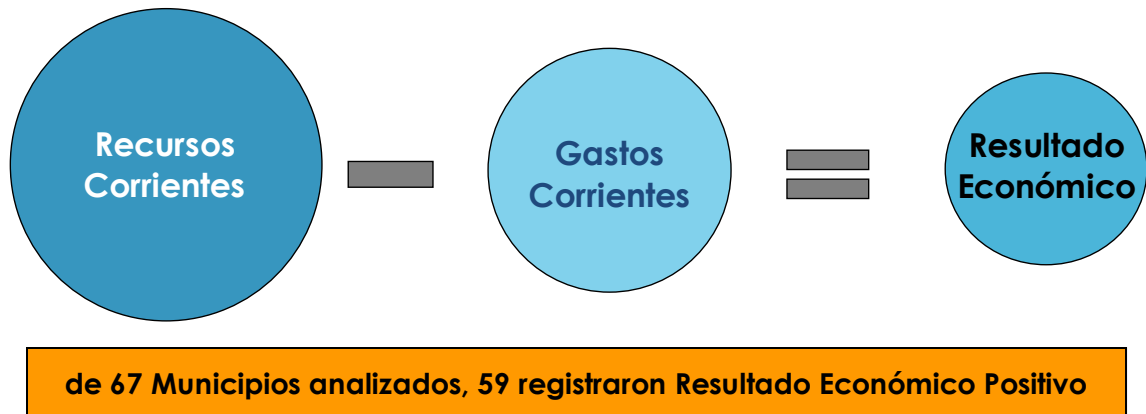 Recursos
Corrientes
Gastos
Corrientes
Resultado
Económico
de 67 Municipios analizados, 59 registraron Resultado Económico Positivo